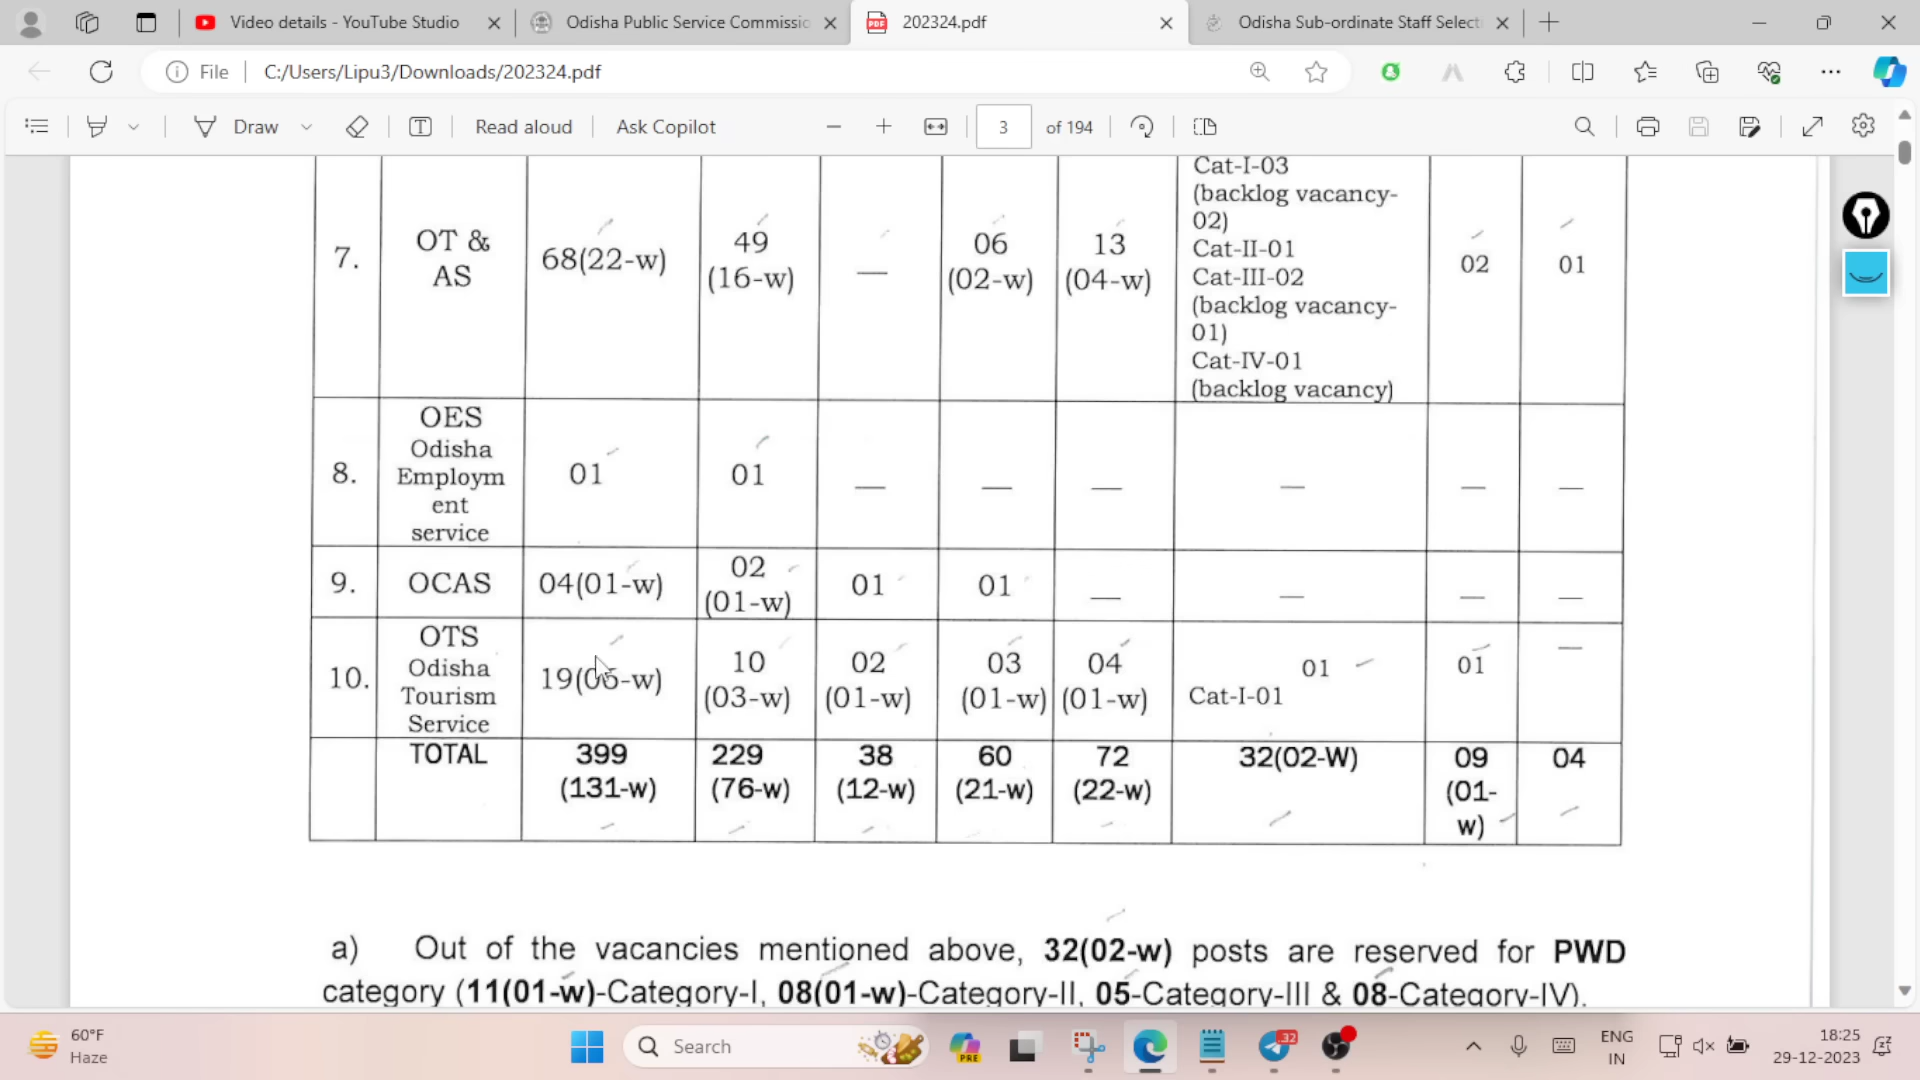 Video details - YouTube Studio
Odisha Public Service Commissio
202324.pdf
Odisha Sub-ordinate Staff Select
File
C:/Users/Lipu3/Downloads/202324.pdf
Draw
Read aloud
Ask Copilot
3
of 194
7.
OT &
AS
68(22-w)
49
(16-w)
—
06
(02-w)
13
(04-w)
Cat-I-03
(backlog vacancy-
02)
Cat-II-01
Cat-III-02
(backlog vacancy-
01)
Cat-IV-01
(backlog vacancy)
02
01
8.
OES
Odisha
Employm
ent
service
01
01
—
—
—
—
—
—
9.
OCAS
04(01-w)
02
(01-w)
01
01
—
—
—
—
10.
OTS
Odisha
Tourism
Service
19(06-w)
10
(03-w)
02
(01-w)
03
(01-w)
04
(01-w)
01
Cat-I-01
01
—
TOTAL
399
(131-w)
229
(76-w)
38
(12-w)
60
(21-w)
72
(22-w)
32(02-W)
09
(01-
w)
04
a) Out of the vacancies mentioned above, 32(02-w) posts are reserved for PWD
category (11(01-w)-Category-I, 08(01-w)-Category-II, 05-Category-III & 08-Category-IV).
60°F
Haze
Search
PRE
32
ENG
IN
18:25
29-12-2023